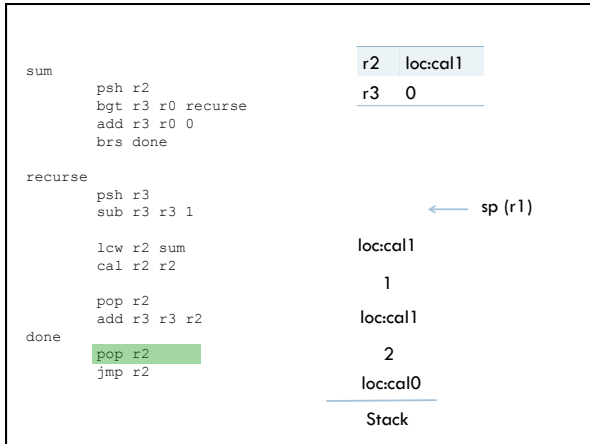 sum
psh r2
bgt r3 r0 recurse
add r3 r0 0
brs done
recurse
psh r3
sub r3 r3 1
lcw r2 sum
cal r2 r2
pop r2
add r3 r3 r2
done
pop r2
jmp r2
r2 loc:cal1
r3 0
sp (r1)
loc:cal1
1
loc:cal1
2
loc:cal0
Stack